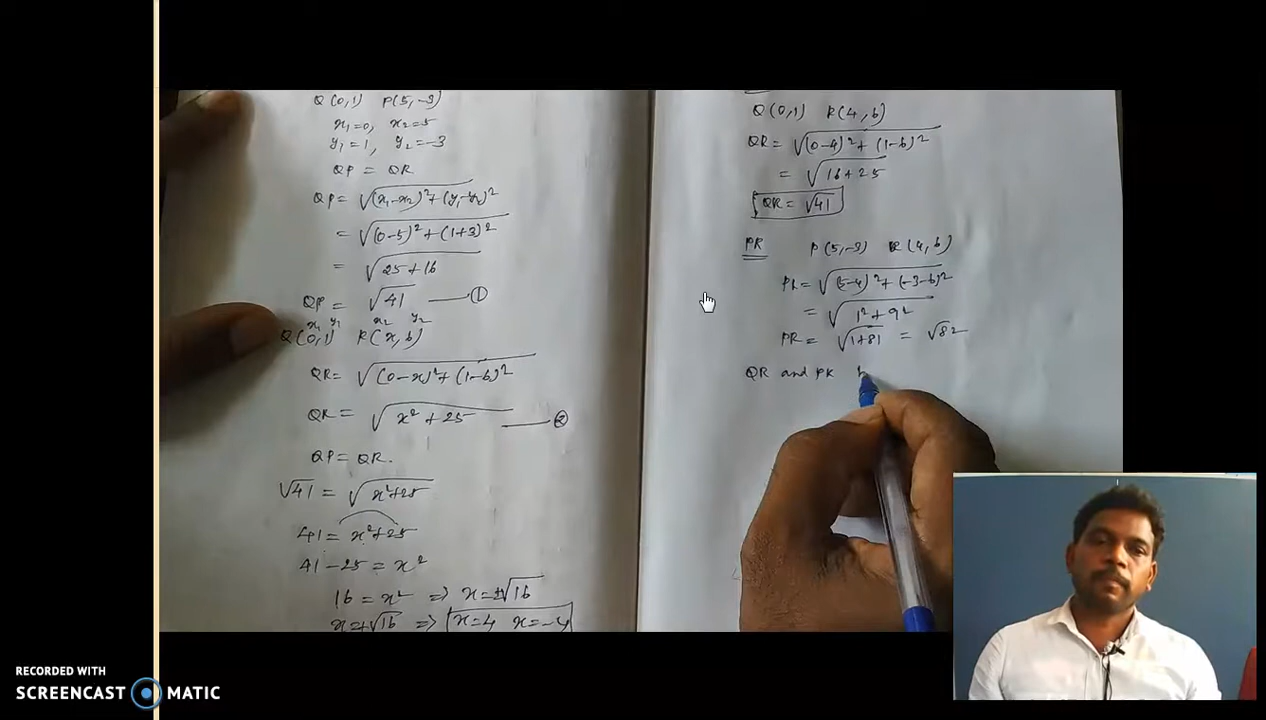 Q(0,1) P(5,-3)
x₁=0, x₂=5
y₁=1, y₂=-3
QP = QR
QP= √(x₁-x₂)²+(y₁-y₂)²
= √(0-5)²+(1+3)²
= √25+16
QP= √41 —— ①
x₁ y₁ x₂ y₂
Q(0,1) R(x,6)
QR= √(0-x)²+(1-6)²
QR= √x²+25 —— ②
QP=QR.
√41 = √x²+25
41= x²+25
41-25=x²
16=x² => x=±√16
x=±√16 => x=4, x=-4
Q(0,1) R(4,6)
QR= √(0-4)²+(1-6)²
= √16+25
QR= √41
PR P(5,-3) R(4,6)
PR= √(5-4)²+(-3-6)²
= √1²+9²
PR= √1+81 = √82
QR and PR
RECORDED WITH
SCREENCAST MATIC